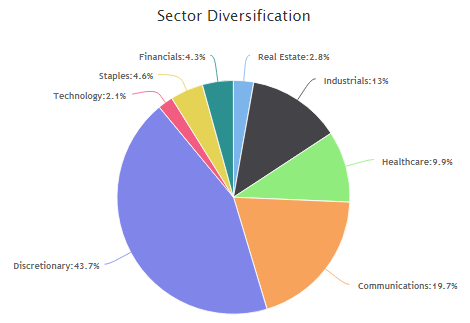 Sector Diversification
Financials:4.3%
Real Estate:2.8%
Staples:4.6%
Industrials:13%
Technology:2.1%
Healthcare:9.9%
Discretionary:43.7%
Communications:19.7%